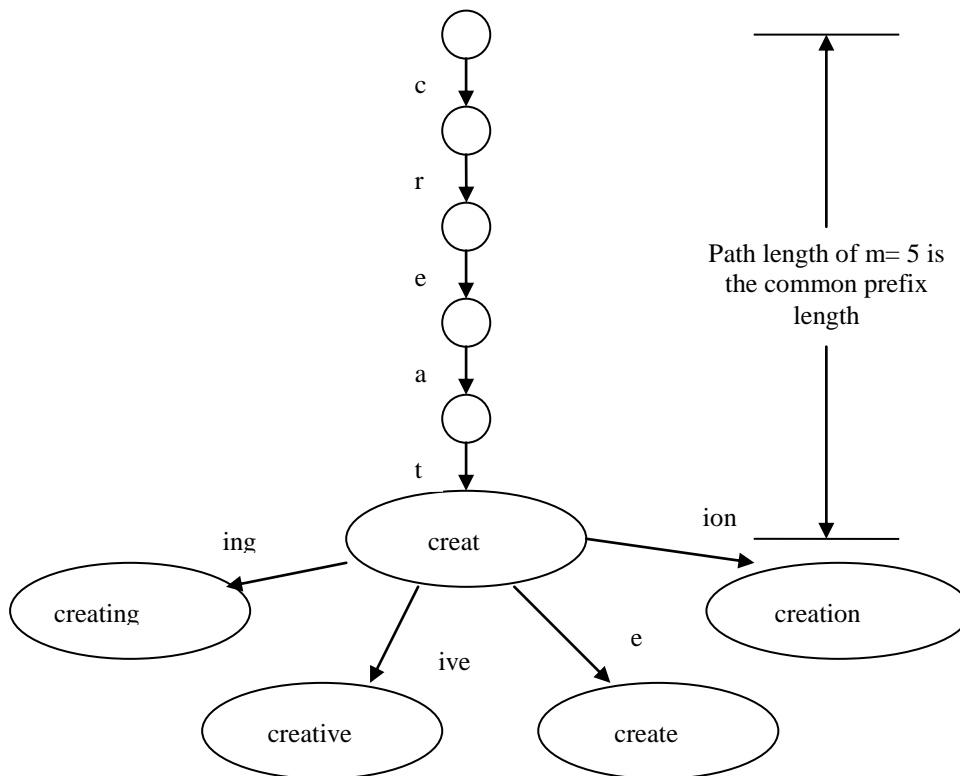 c
r
e
Path length of m= 5 is
the common prefix
length
a
t
creat
ion
ing
creating
creation
e
ive
creative
create